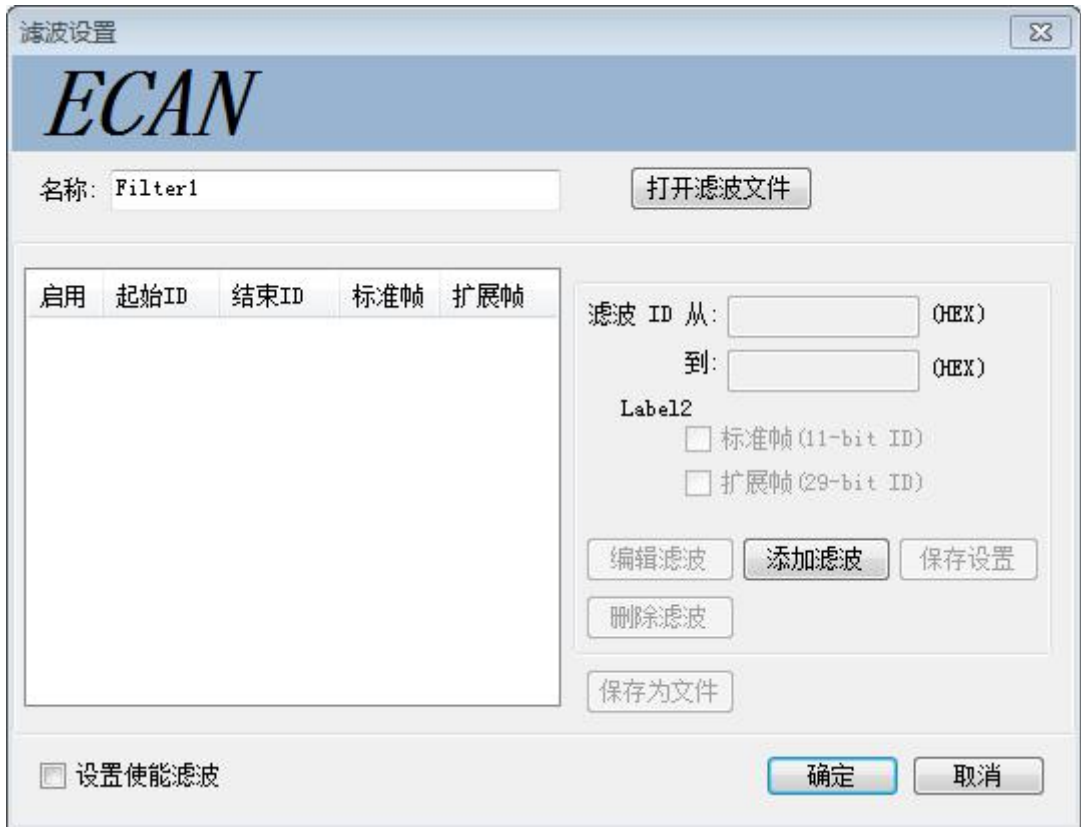 滤波设置
ECAN
名称: Filter1 打开滤波文件
启用 起始ID 结束ID 标准帧 扩展帧
滤波 ID 从: (HEX)
到: (HEX)
Label2
标准帧(11-bit ID)
扩展帧(29-bit ID)
编辑滤波 添加滤波 保存设置
删除滤波
保存为文件
设置使能滤波 确定 取消